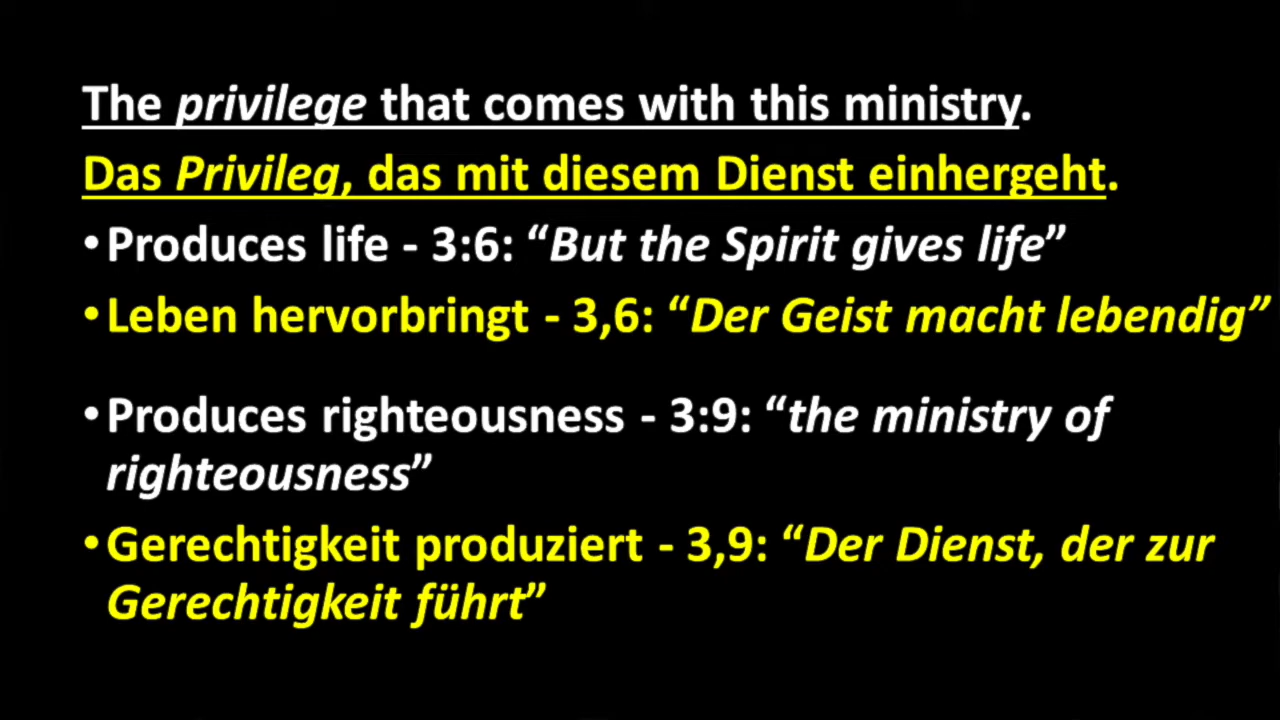 The privilege that comes with this ministry.
Das Privileg, das mit diesem Dienst einhergeht.
•Produces life - 3:6: “But the Spirit gives life”
•Leben hervorbringt - 3,6: “Der Geist macht lebendig”
•Produces righteousness - 3:9: “the ministry of
righteousness”
•Gerechtigkeit produziert - 3,9: “Der Dienst, der zur
Gerechtigkeit führt”